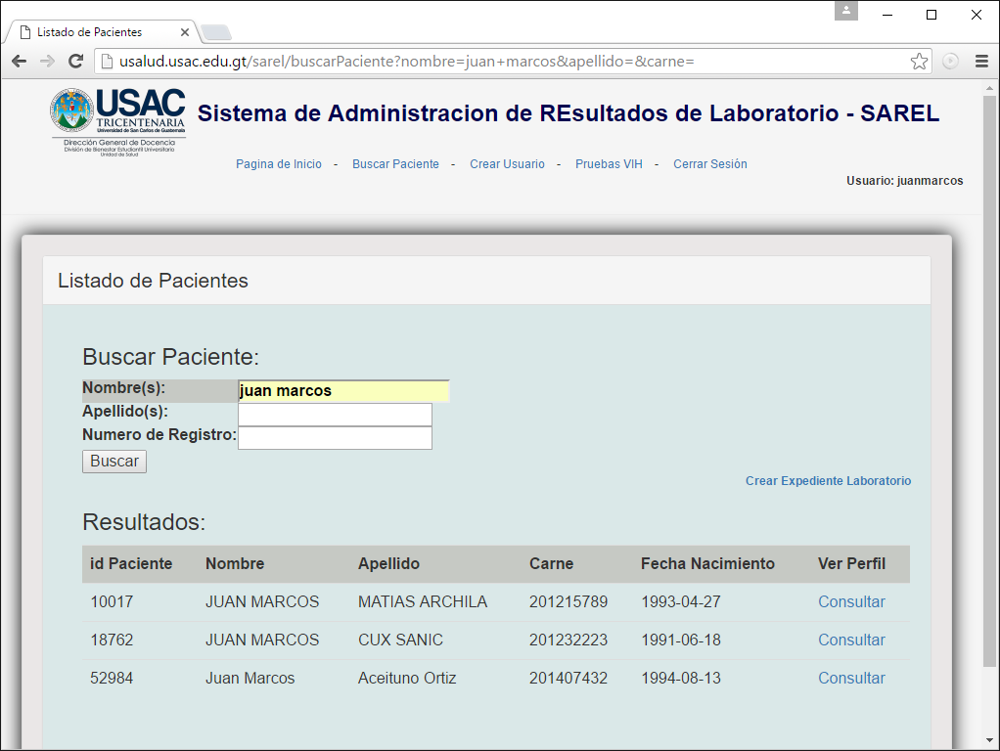 Listado de Pacientes
usalud.usac.edu.gt/sarel/buscarPaciente?nombre=juan+marcos&apellido=&carne=
USAC
TRICENTENARIA
Universidad de San Carlos de Guatemala
Dirección General de Docencia
División de Bienestar Estudiantil Universitario
Unidad de Salud
Sistema de Administracion de REsultados de Laboratorio - SAREL
Pagina de Inicio - Buscar Paciente - Crear Usuario - Pruebas VIH - Cerrar Sesión
Usuario: juanmarcos
Listado de Pacientes
Buscar Paciente:
Nombre(s): juan marcos
Apellido(s):
Numero de Registro:
Buscar
Crear Expediente Laboratorio
Resultados:
id Paciente Nombre Apellido Carne Fecha Nacimiento Ver Perfil
10017 JUAN MARCOS MATIAS ARCHILA 201215789 1993-04-27 Consultar
18762 JUAN MARCOS CUX SANIC 201232223 1991-06-18 Consultar
52984 Juan Marcos Aceituno Ortiz 201407432 1994-08-13 Consultar